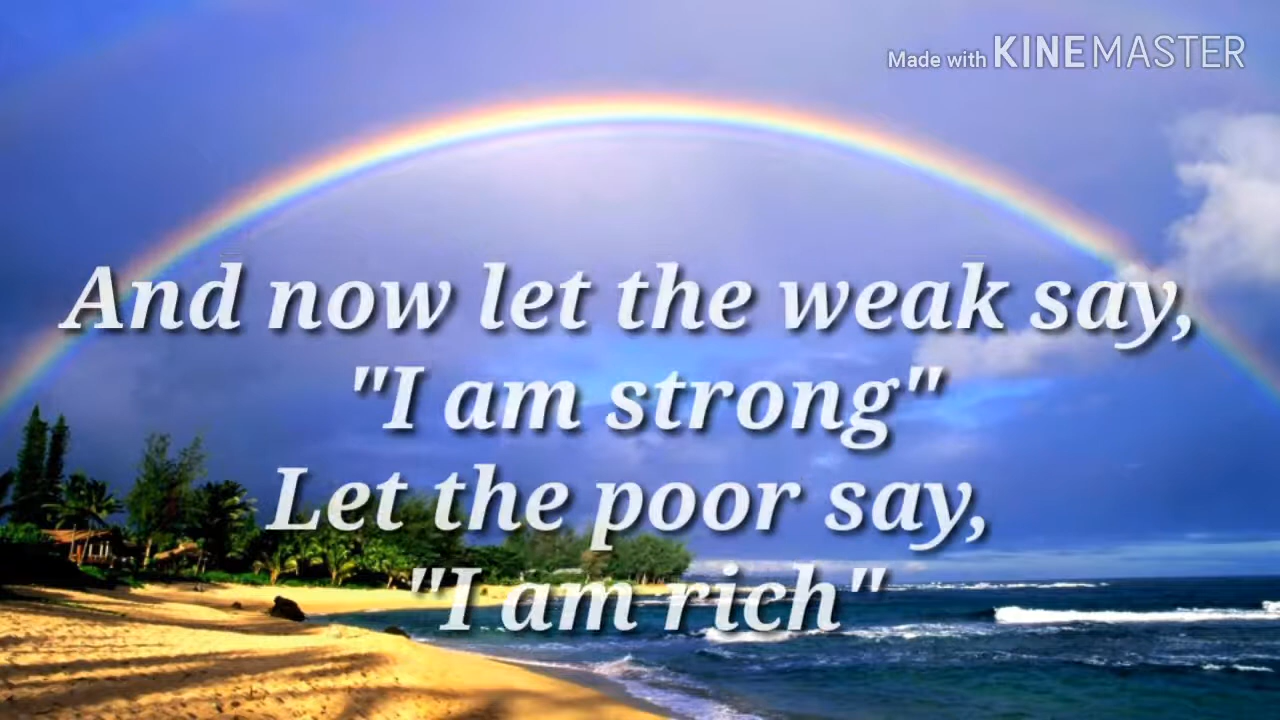 Made with KINEMASTER
And now let the weak say,
"I am strong"
Let the poor say,
"I am rich"